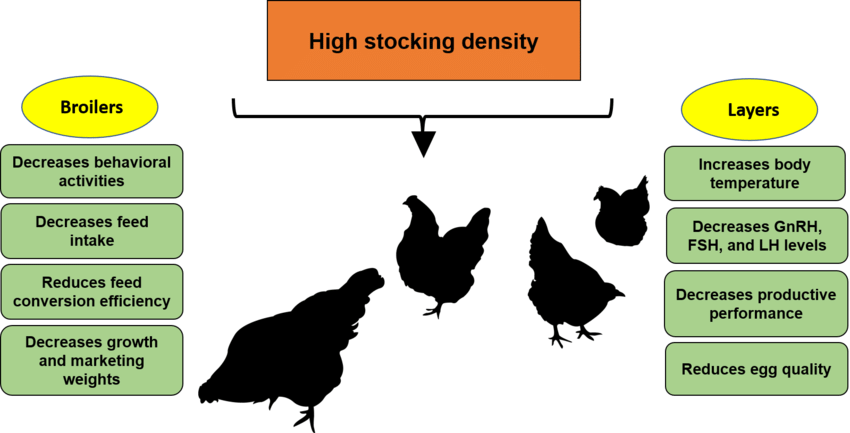 High stocking density
Broilers
Decreases behavioral
activities
Decreases feed
intake
Reduces feed
conversion efficiency
Decreases growth
and marketing
weights
Layers
Increases body
temperature
Decreases GnRH,
FSH, and LH levels
Decreases productive
performance
Reduces egg quality